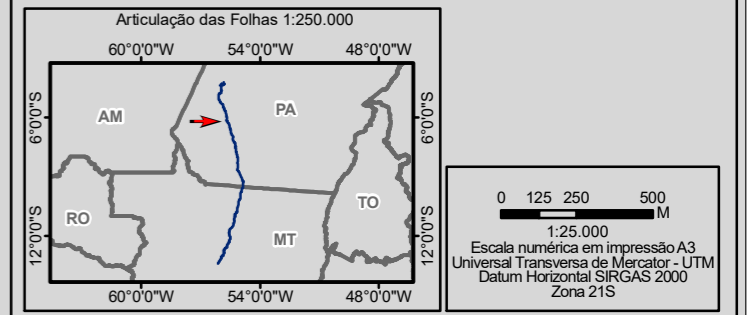 Articulação das Folhas 1:250.000
60°0'0"W 54°0'0"W 48°0'0"W
6°0'0"S 6°0'0"S
AM PA
RO TO
MT
12°0'0"S 12°0'0"S
60°0'0"W 54°0'0"W 48°0'0"W
0 125 250 500
M
1:25.000
Escala numérica em impressão A3
Universal Transversa de Mercator - UTM
Datum Horizontal SIRGAS 2000
Zona 21S